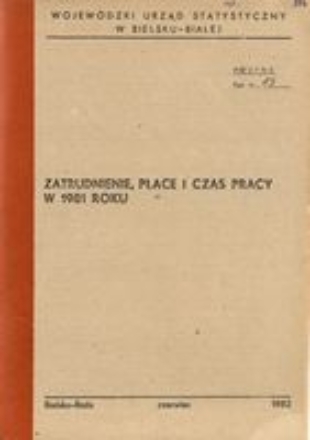 WOJEWÓDZKI URZĄD STATYSTYCZNY
W BIELSKU-BIAŁEJ
ZATRUDNIENIE, PŁACE I CZAS PRACY
W 1981 ROKU
Bielsko-Biała czerwiec 1982